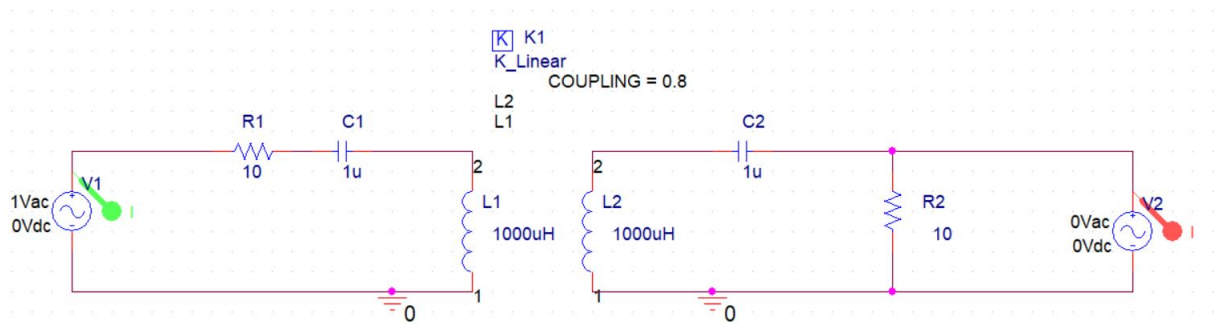 K K1
K_Linear
COUPLING = 0.8
L2
L1
R1
10
C1
1u
V1
1Vac
0Vdc
I
2
L1
1000uH
1
0
2
L2
1000uH
1
C2
1u
0
R2
10
V2
0Vac
0Vdc
I